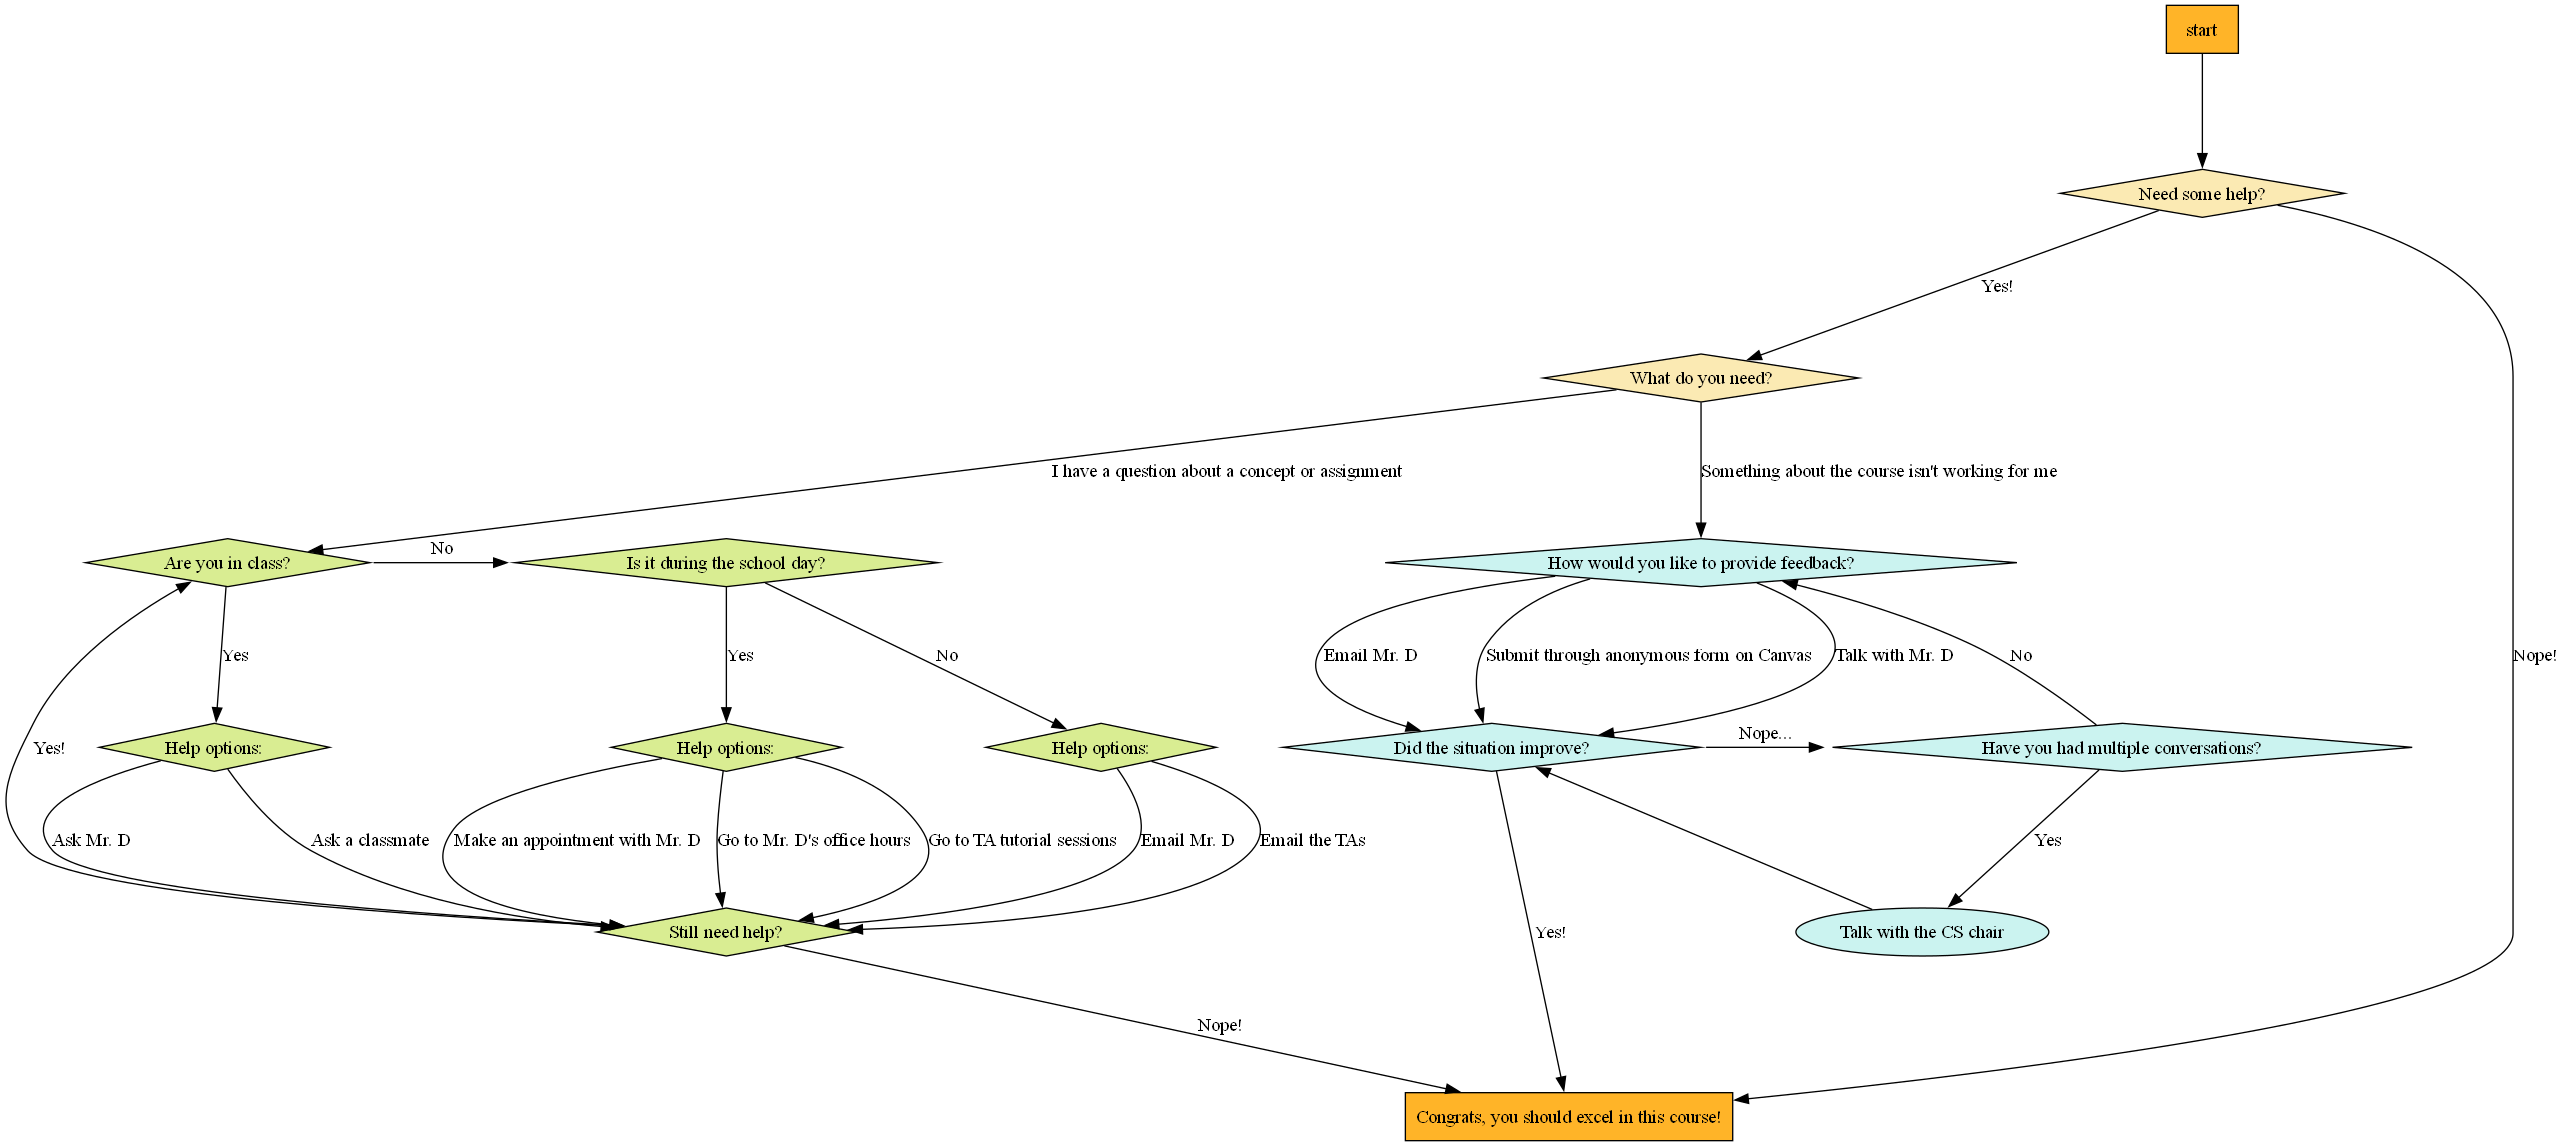 start
Need some help?
Yes!
What do you need?
I have a question about a concept or assignment
Something about the course isn't working for me
Are you in class?
No
Is it during the school day?
How would you like to provide feedback?
Yes
Yes
No
Email Mr. D
Submit through anonymous form on Canvas
Talk with Mr. D
No
Nope!
Yes!
Help options:
Help options:
Help options:
Did the situation improve?
Nope...
Have you had multiple conversations?
Ask Mr. D
Ask a classmate
Make an appointment with Mr. D
Go to Mr. D's office hours
Go to TA tutorial sessions
Email Mr. D
Email the TAs
Yes
Still need help?
Yes!
Talk with the CS chair
Nope!
Congrats, you should excel in this course!